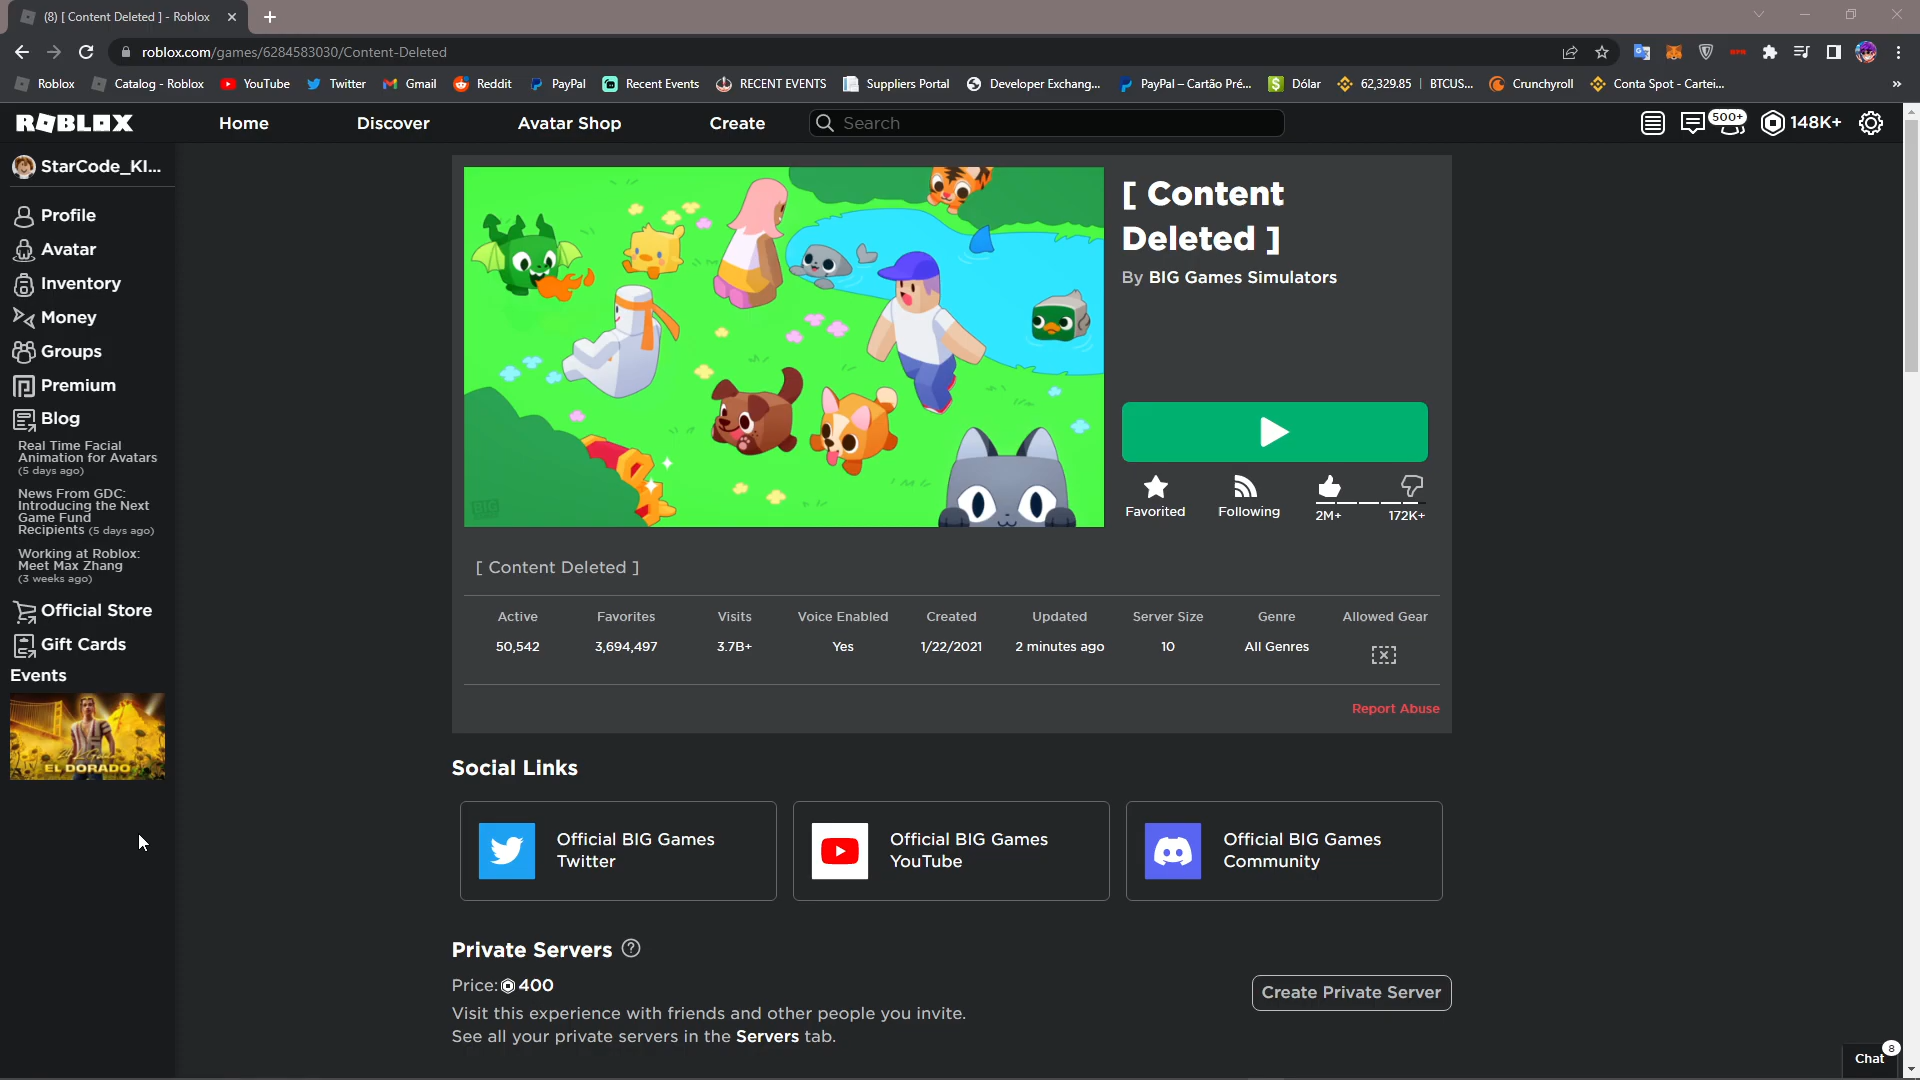 (8) [ Content Deleted ] - Roblox
roblox.com/games/6284583030/Content-Deleted
Roblox
Catalog - Roblox
YouTube
Twitter
Gmail
Reddit
PayPal
Recent Events
RECENT EVENTS
Suppliers Portal
Developer Exchang...
PayPal – Cartão Pré...
Dólar
62,329.85 | BTCUS...
Crunchyroll
Conta Spot - Cartei...
ROBLOX
Home
Discover
Avatar Shop
Create
Search
500+
148K+
StarCode_KI...
Profile
Avatar
Inventory
Money
Groups
Premium
Blog
Real Time Facial
Animation for Avatars
(5 days ago)
News From GDC:
Introducing the Next
Game Fund
Recipients (5 days ago)
Working at Roblox:
Meet Max Zhang
(3 weeks ago)
Official Store
Gift Cards
Events
EL DORADO
BIG
[ Content
Deleted ]
By BIG Games Simulators
Favorited
Following
2M+
172K+
[ Content Deleted ]
Active
Favorites
Visits
Voice Enabled
Created
Updated
Server Size
Genre
Allowed Gear
50,542
3,694,497
3.7B+
Yes
1/22/2021
2 minutes ago
10
All Genres
Report Abuse
Social Links
Official BIG Games
Twitter
Official BIG Games
YouTube
Official BIG Games
Community
Private Servers
Price: 400
Visit this experience with friends and other people you invite.
See all your private servers in the Servers tab.
Create Private Server
Chat
8